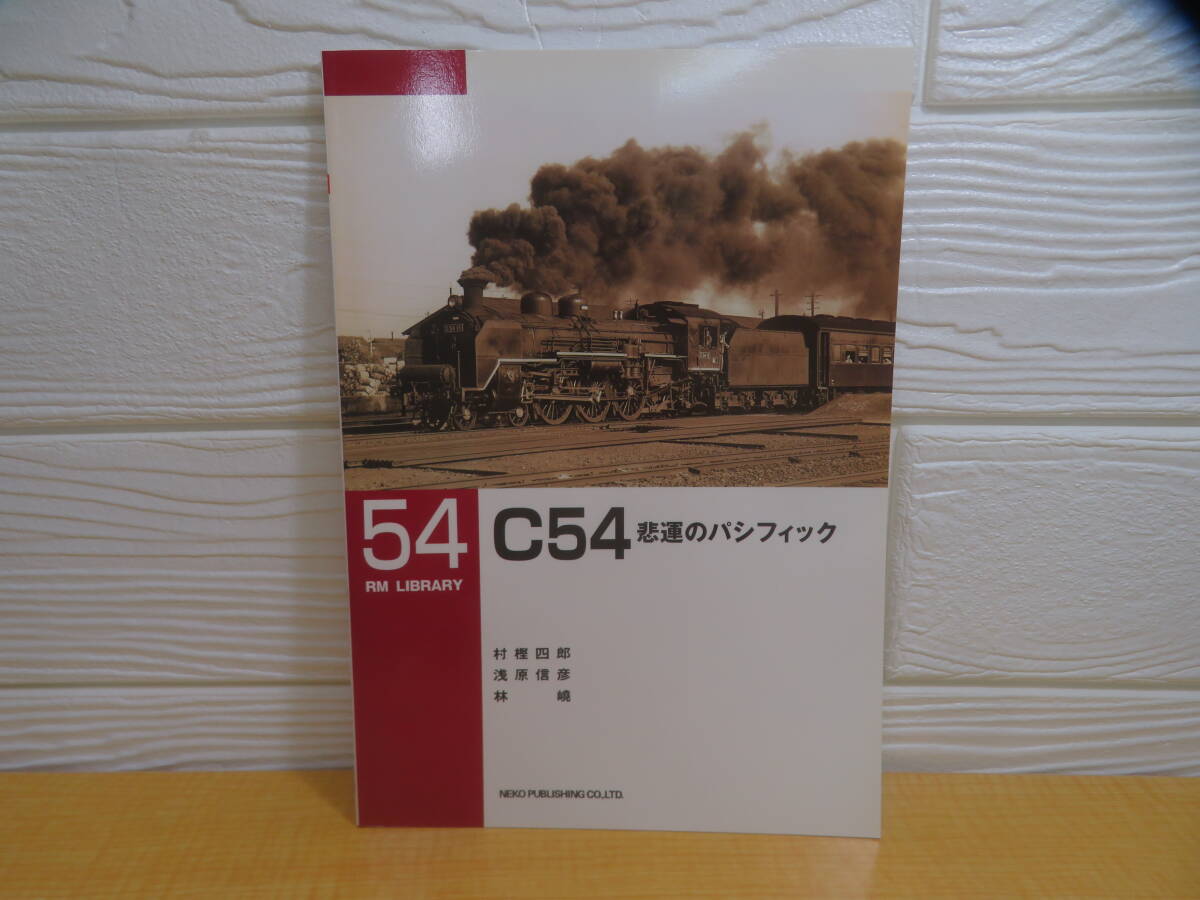 54
RM LIBRARY
C54 悲運のパシフィック
村樫四郎
浅原信彦
林 嶢
NEKO PUBLISHING CO.,LTD.